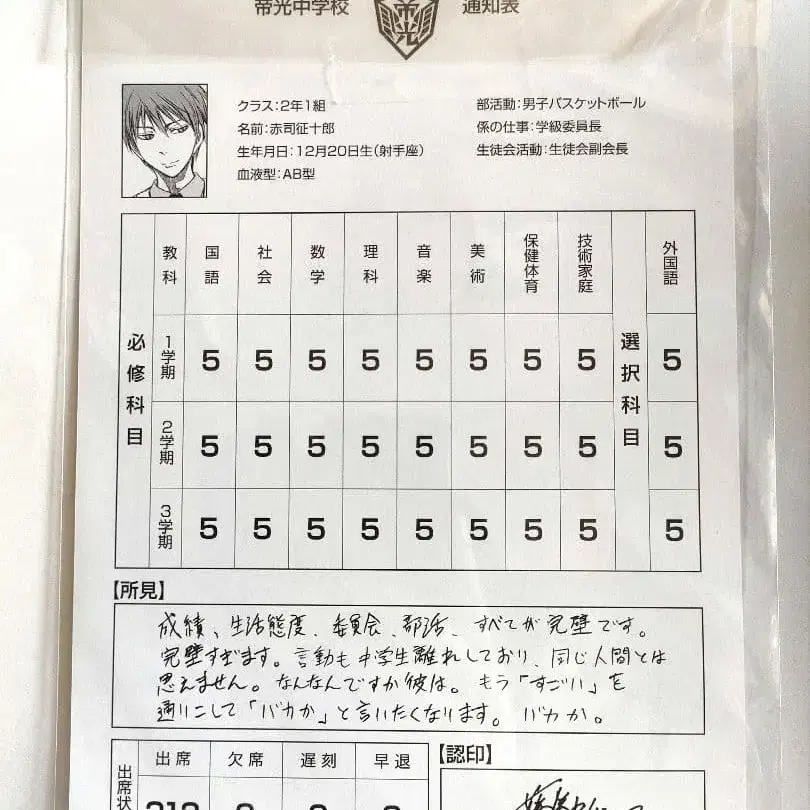 帝光中学校 通知表
クラス:2年1組 部活動:男子バスケットボール
名前:赤司征十郎 係の仕事:学級委員長
生年月日:12月20日生(射手座) 生徒会活動:生徒会副会長
血液型:AB型
必修科目 教科 国語 社会 数学 理科 音楽 美術 保健体育 技術家庭 選択科目 外国語
1学期 5 5 5 5 5 5 5 5 5
2学期 5 5 5 5 5 5 5 5 5
3学期 5 5 5 5 5 5 5 5 5
【所見】
成績、生活態度、委員会、部活、すべてが完璧です。
完璧すぎます。言動も中学生離れしており、同じ人間とは
思えません。なんなんですか彼は。もう「すごい」を
通りこして「バカか」と言いたくなります。バカか。
出席状 出席 欠席 遅刻 早退 【認印】